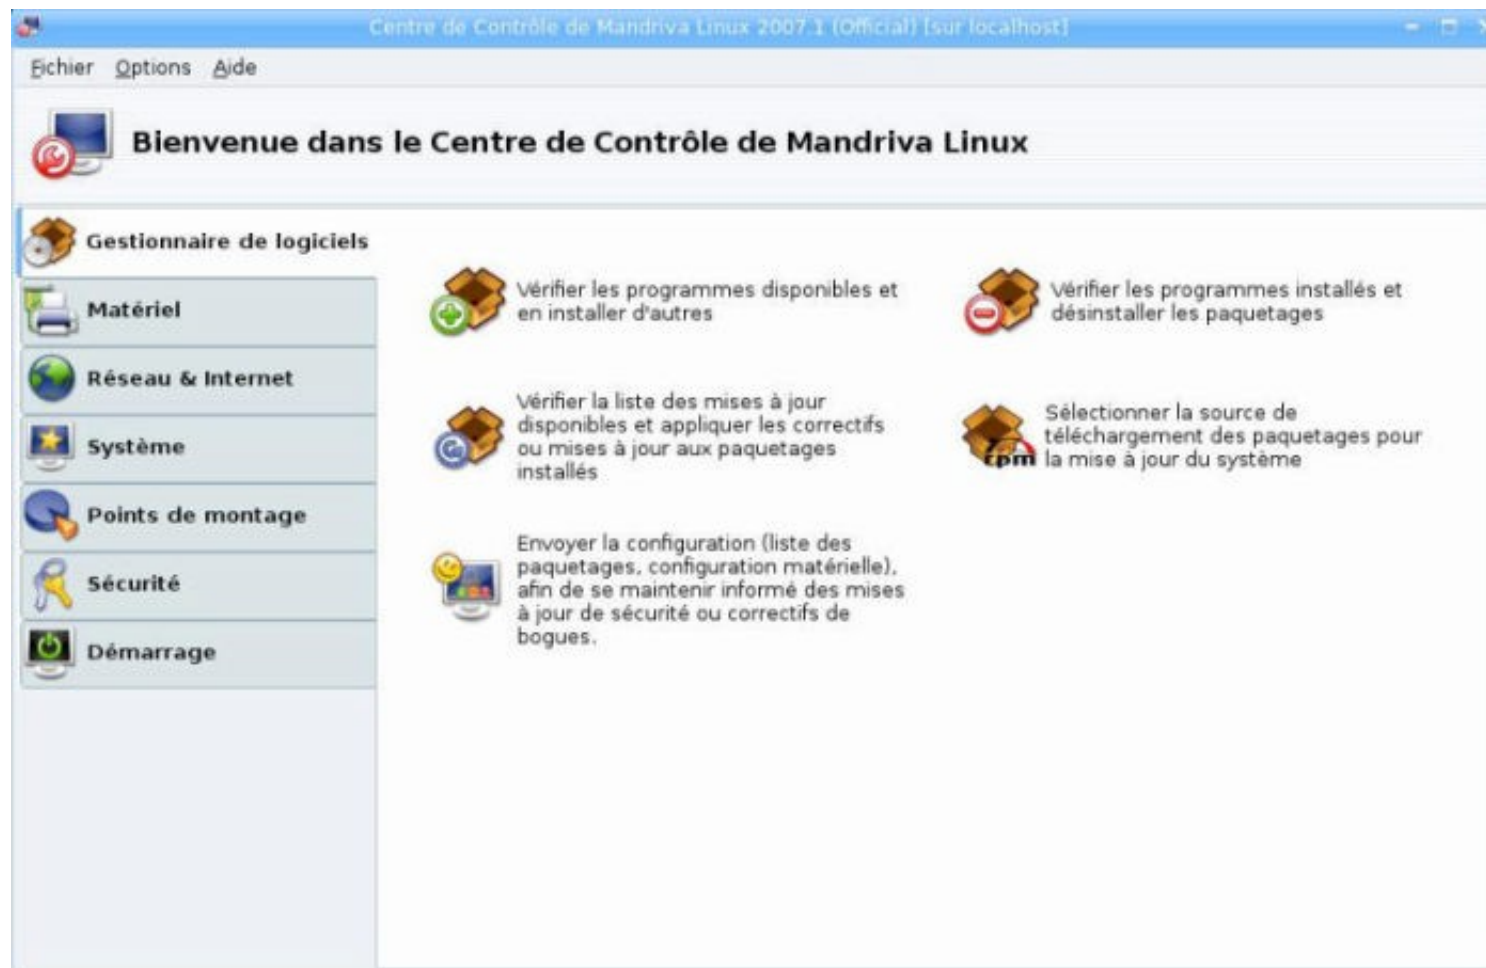 Centre de Contrôle de Mandriva Linux 2007.1 (Official) [sur localhost]
Fichier Options Aide
Bienvenue dans le Centre de Contrôle de Mandriva Linux
Gestionnaire de logiciels
Matériel
Réseau & Internet
Système
Points de montage
Sécurité
Démarrage
Vérifier les programmes disponibles et
en installer d'autres
Vérifier les programmes installés et
désinstaller les paquetages
Vérifier la liste des mises à jour
disponibles et appliquer les correctifs
ou mises à jour aux paquetages
installés
rpm
Sélectionner la source de
téléchargement des paquetages pour
la mise à jour du système
Envoyer la configuration (liste des
paquetages, configuration matérielle),
afin de se maintenir informé des mises
à jour de sécurité ou correctifs de
bogues.